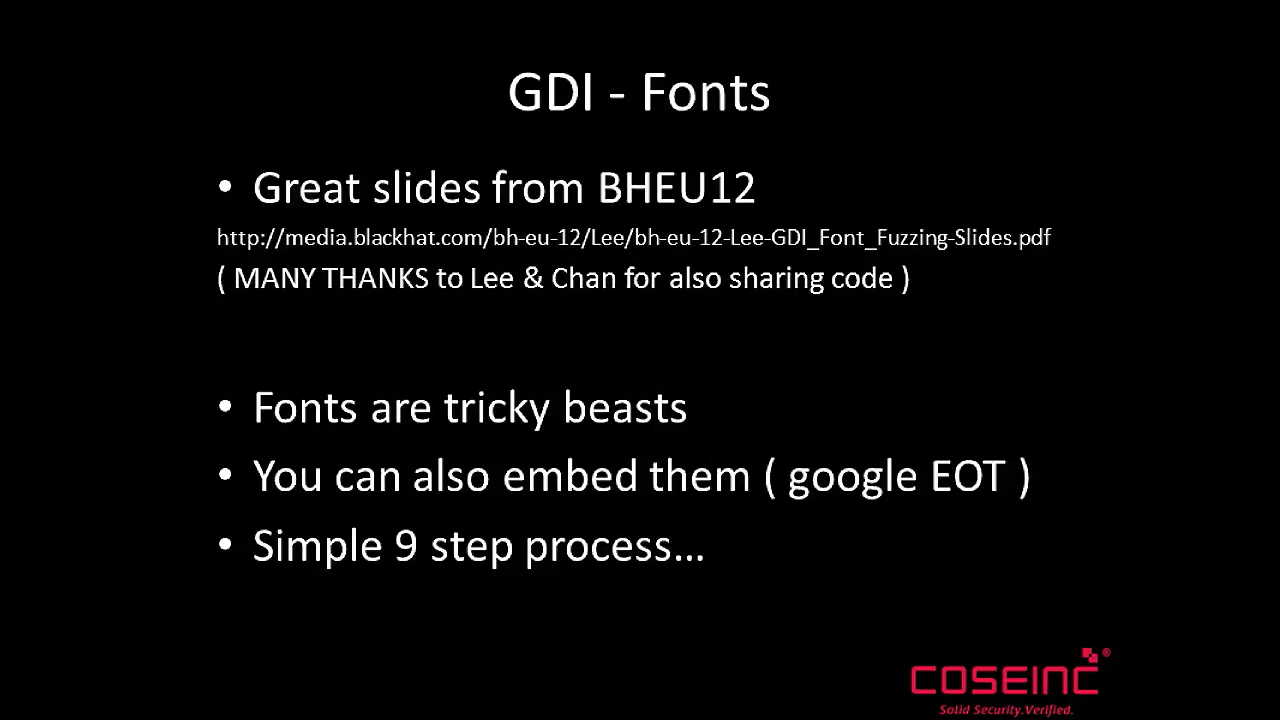 GDI - Fonts
• Great slides from BHEU12
http://media.blackhat.com/bh-eu-12/Lee/bh-eu-12-Lee-GDI_Font_Fuzzing-Slides.pdf
( MANY THANKS to Lee & Chan for also sharing code )
• Fonts are tricky beasts
• You can also embed them ( google EOT )
• Simple 9 step process…
COSEINC®
Solid Security.Verified.